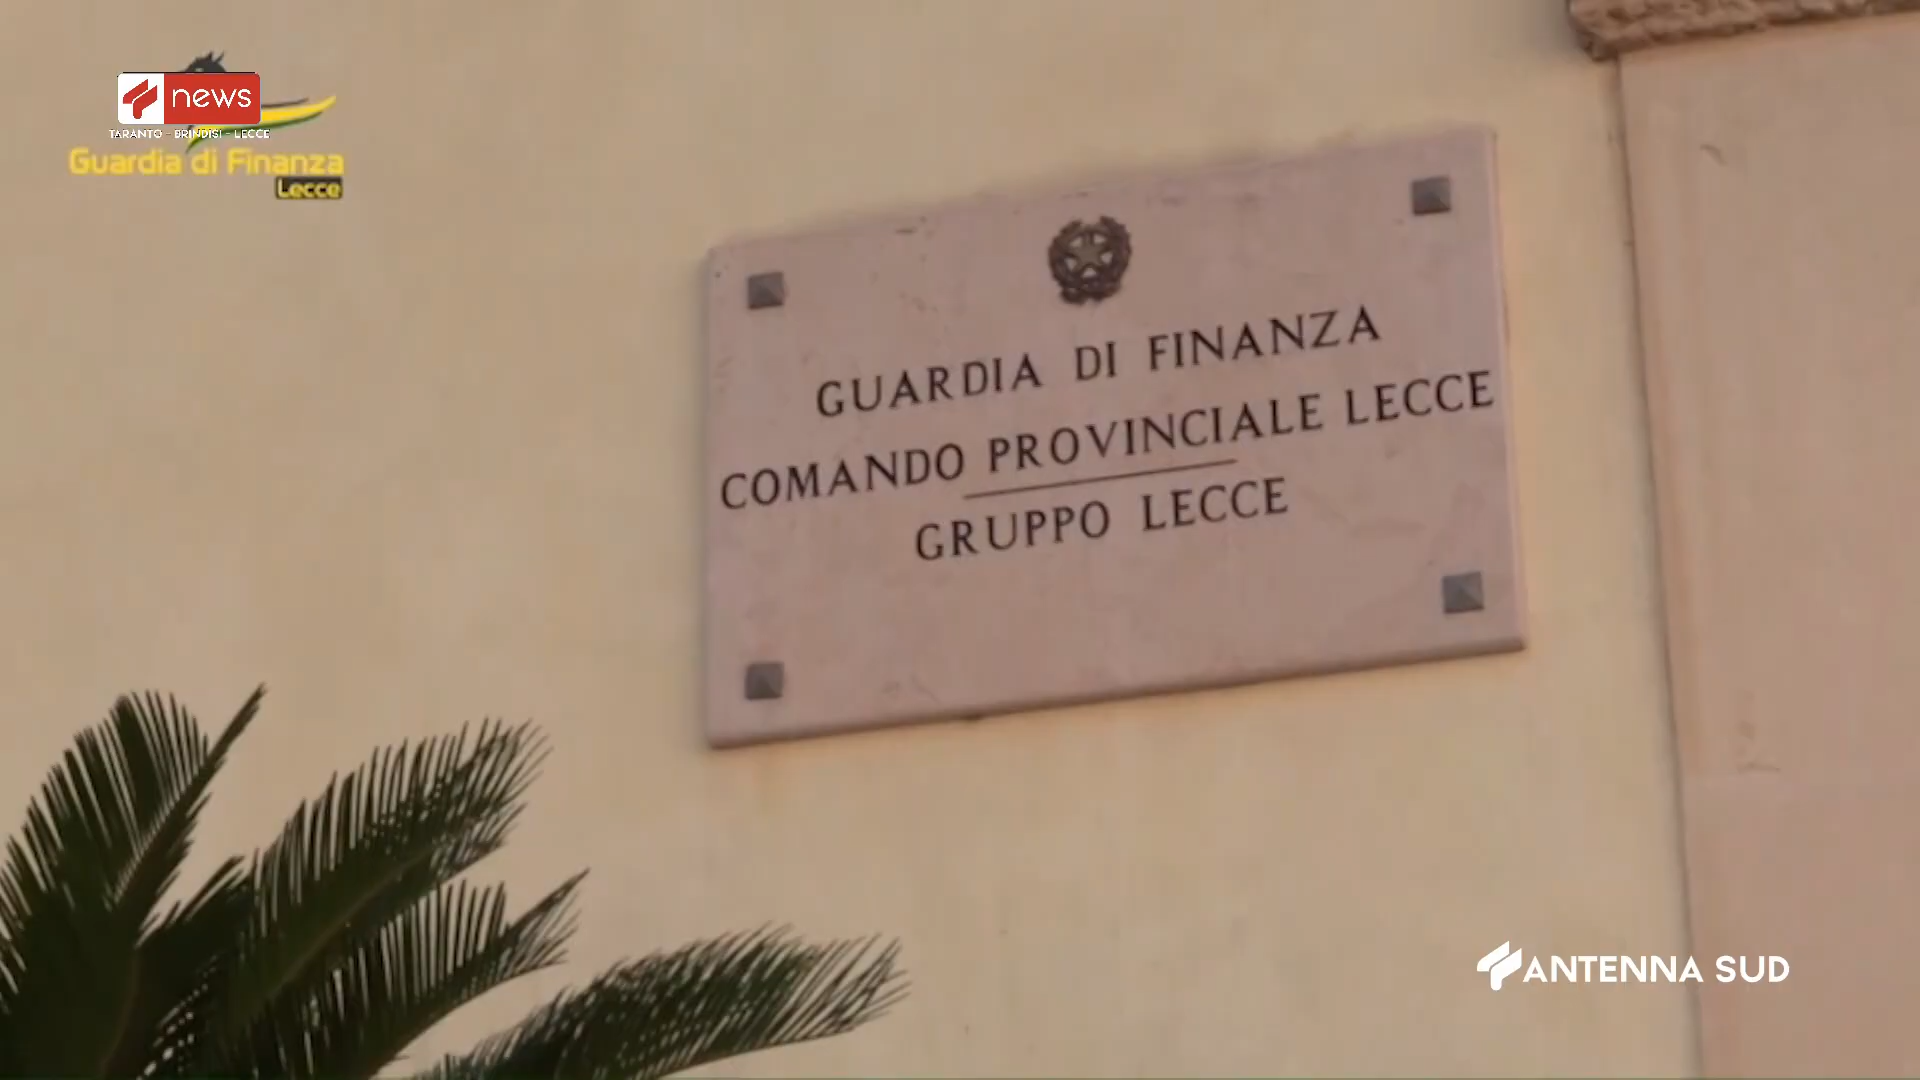 news
TARANTO - BRINDISI - LECCE
Guardia di Finanza
Lecce
GUARDIA DI FINANZA
COMANDO PROVINCIALE LECCE
GRUPPO LECCE
ANTENNA SUD